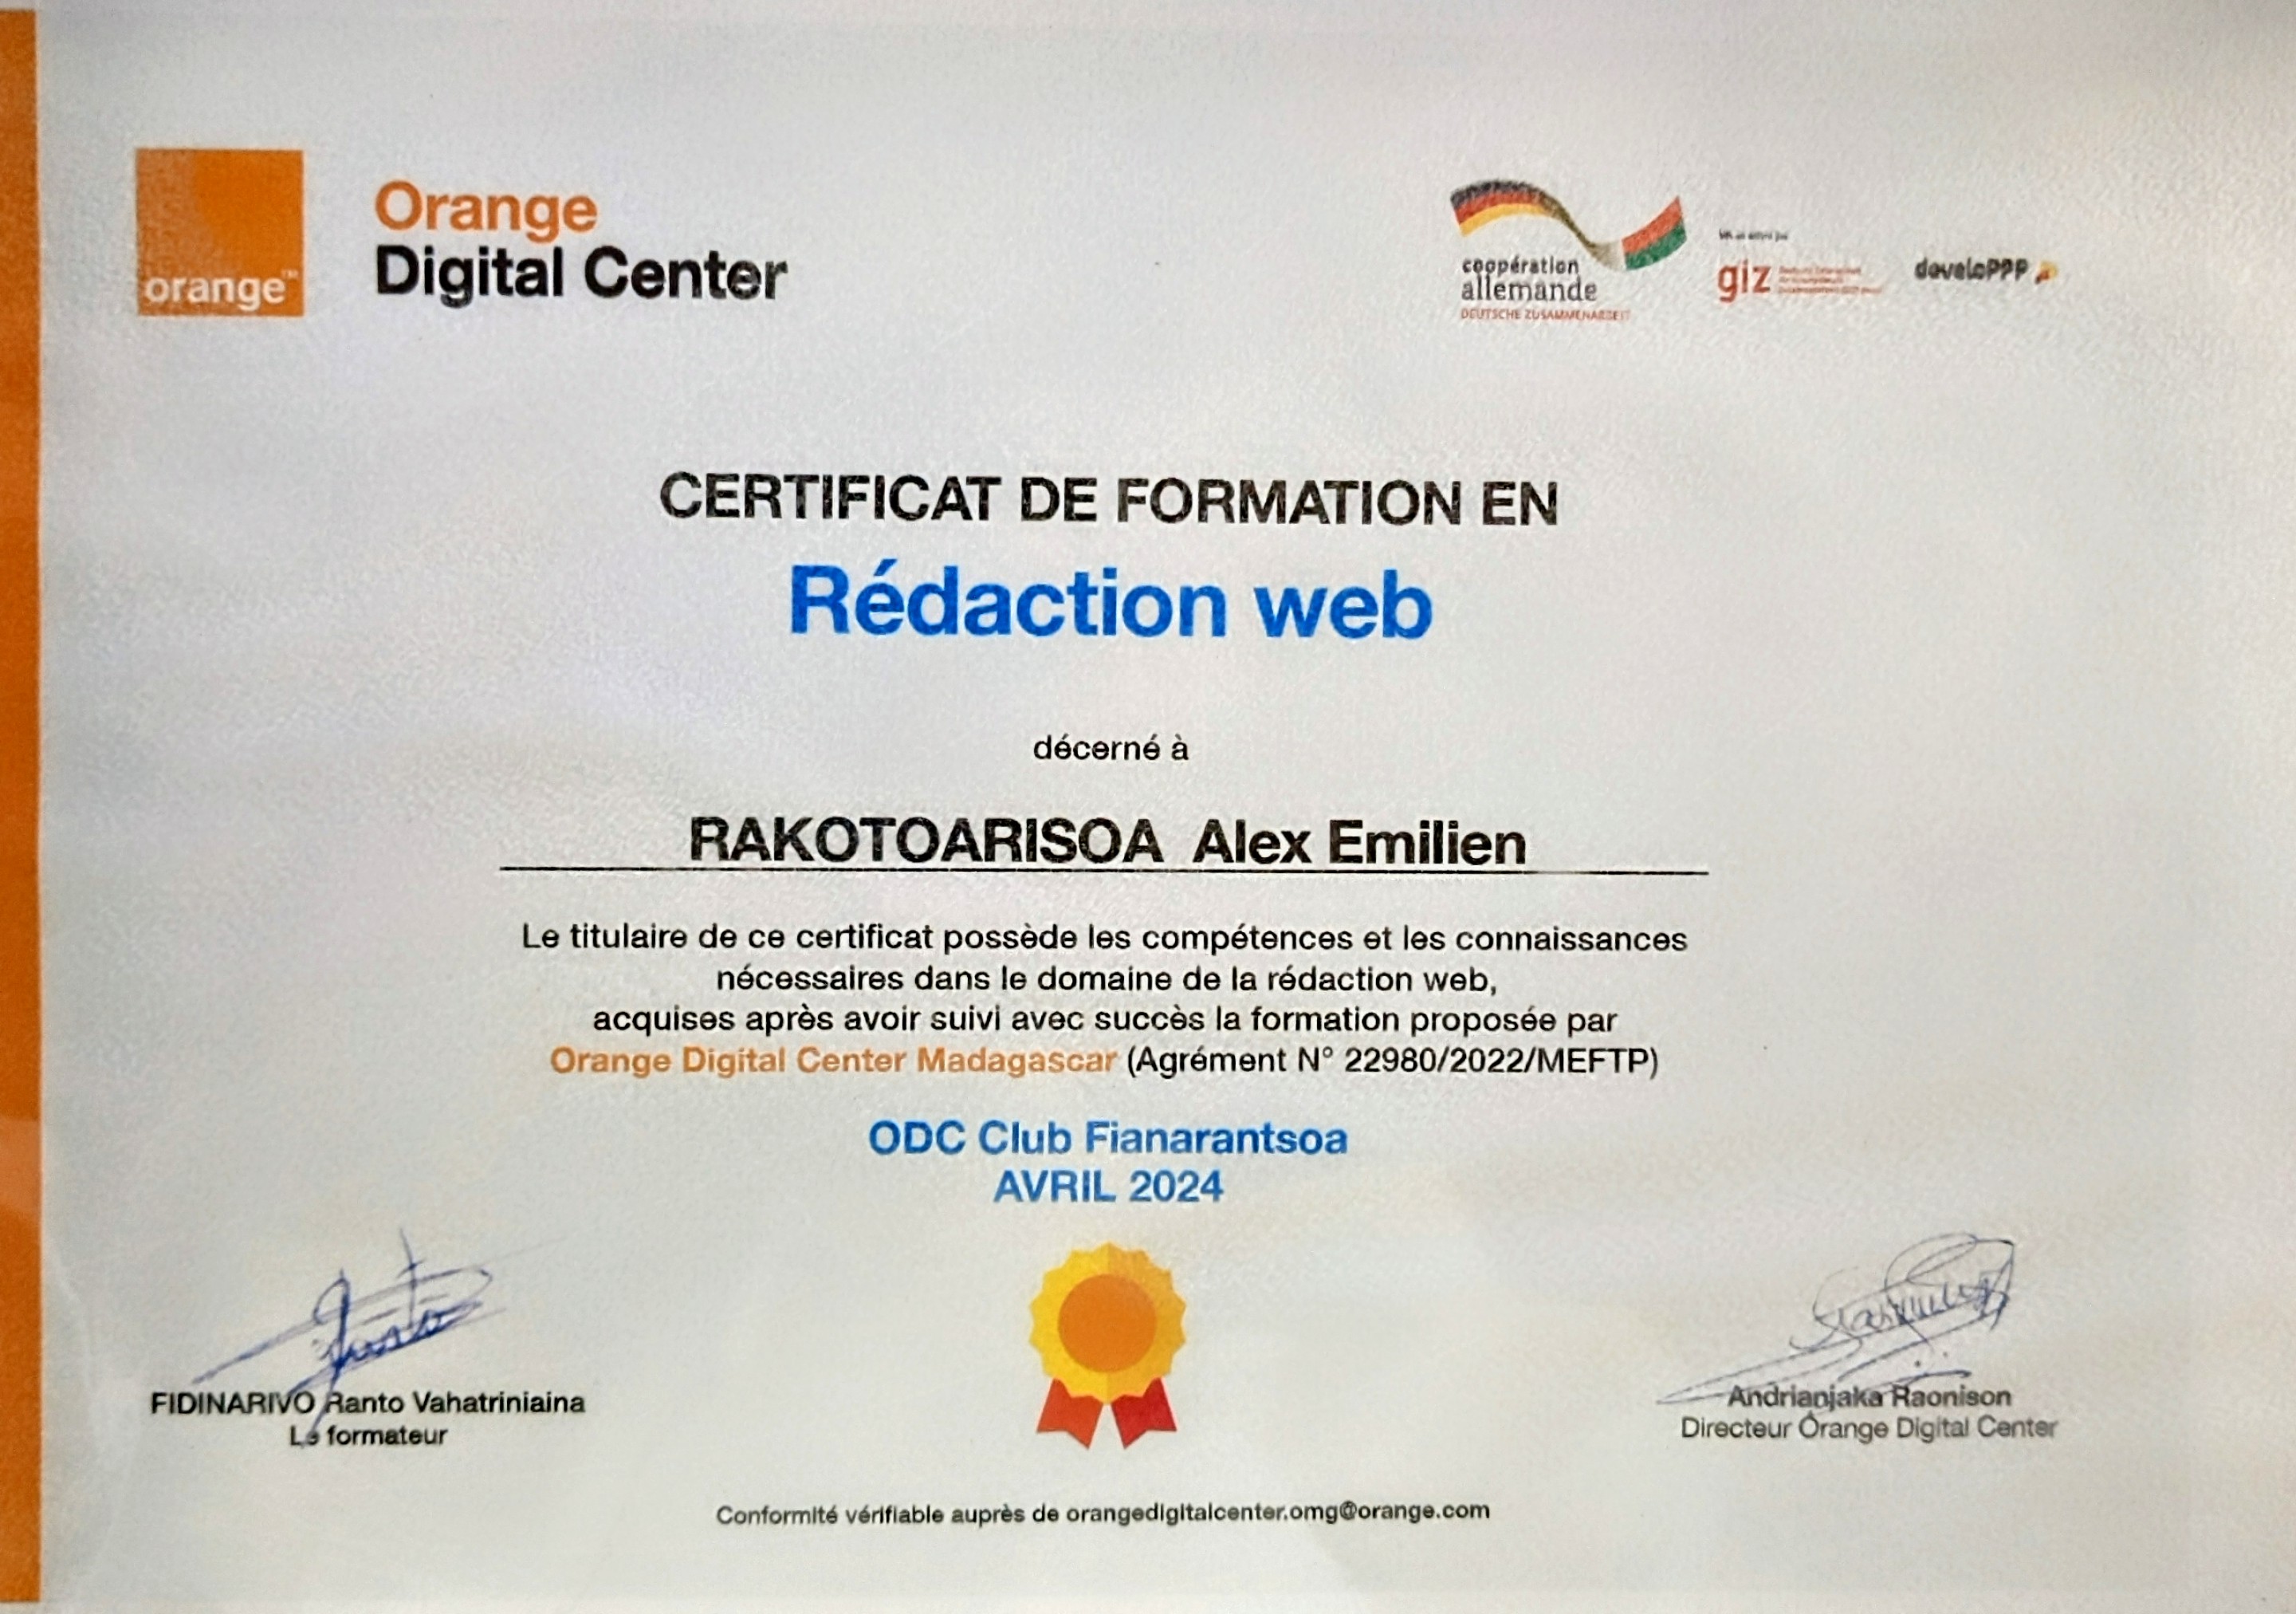 orange™
Orange
Digital Center
coopération
allemande
DEUTSCHE ZUSAMMENARBEIT
giz
develoPPP
CERTIFICAT DE FORMATION EN
Rédaction web
décerné à
RAKOTOARISOA Alex Emilien
Le titulaire de ce certificat possède les compétences et les connaissances
nécessaires dans le domaine de la rédaction web,
acquises après avoir suivi avec succès la formation proposée par
Orange Digital Center Madagascar (Agrément N° 22980/2022/MEFTP)
ODC Club Fianarantsoa
AVRIL 2024
FIDINARIVO Ranto Vahatriniaina
Le formateur
Andrianjaka Raonison
Directeur Orange Digital Center
Conformité vérifiable auprès de orangedigitalcenter.omg@orange.com